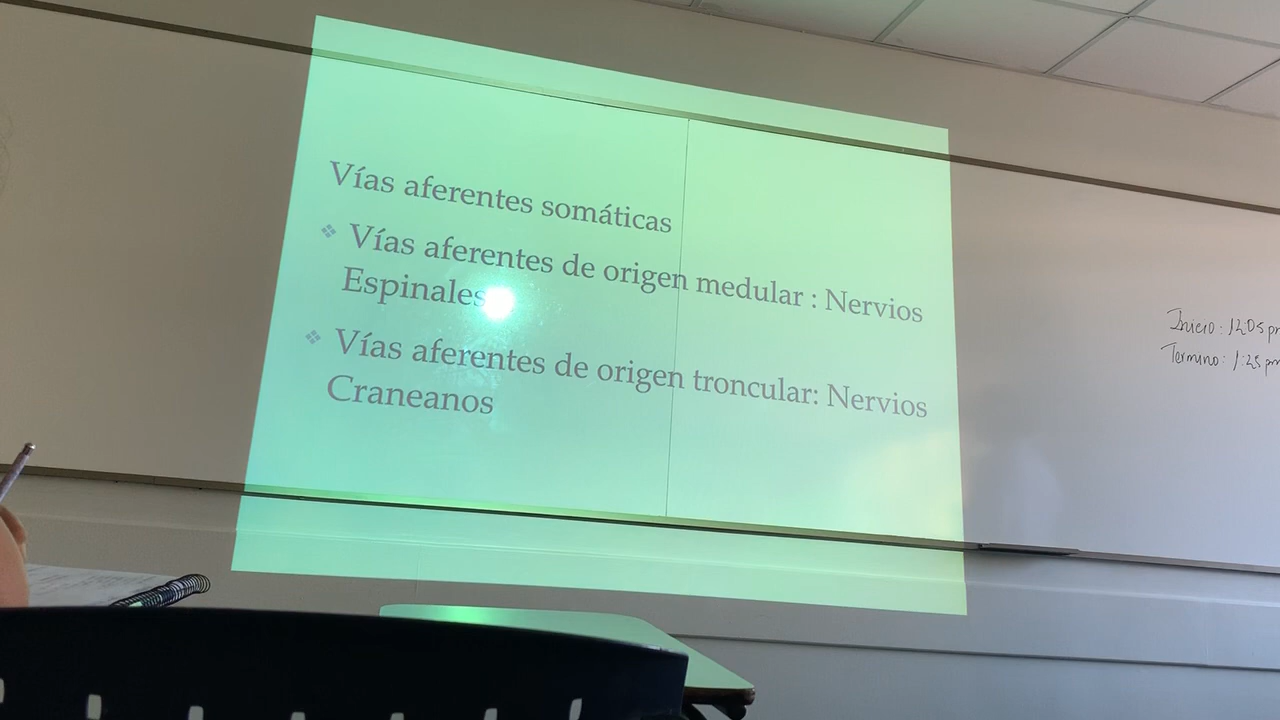 Vías aferentes somáticas
Vías aferentes de origen medular : Nervios
Espinales
Vías aferentes de origen troncular: Nervios
Craneanos
Inicio: 12:05 pm
Termino: 1:25 pm